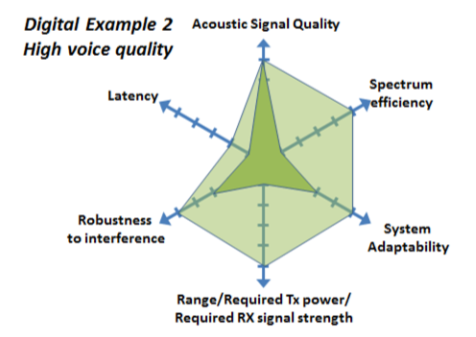 Digital Example 2
High voice quality
Acoustic Signal Quality
Latency
Spectrum
efficiency
Robustness
to interference
System
Adaptability
Range/Required Tx power/
Required RX signal strength